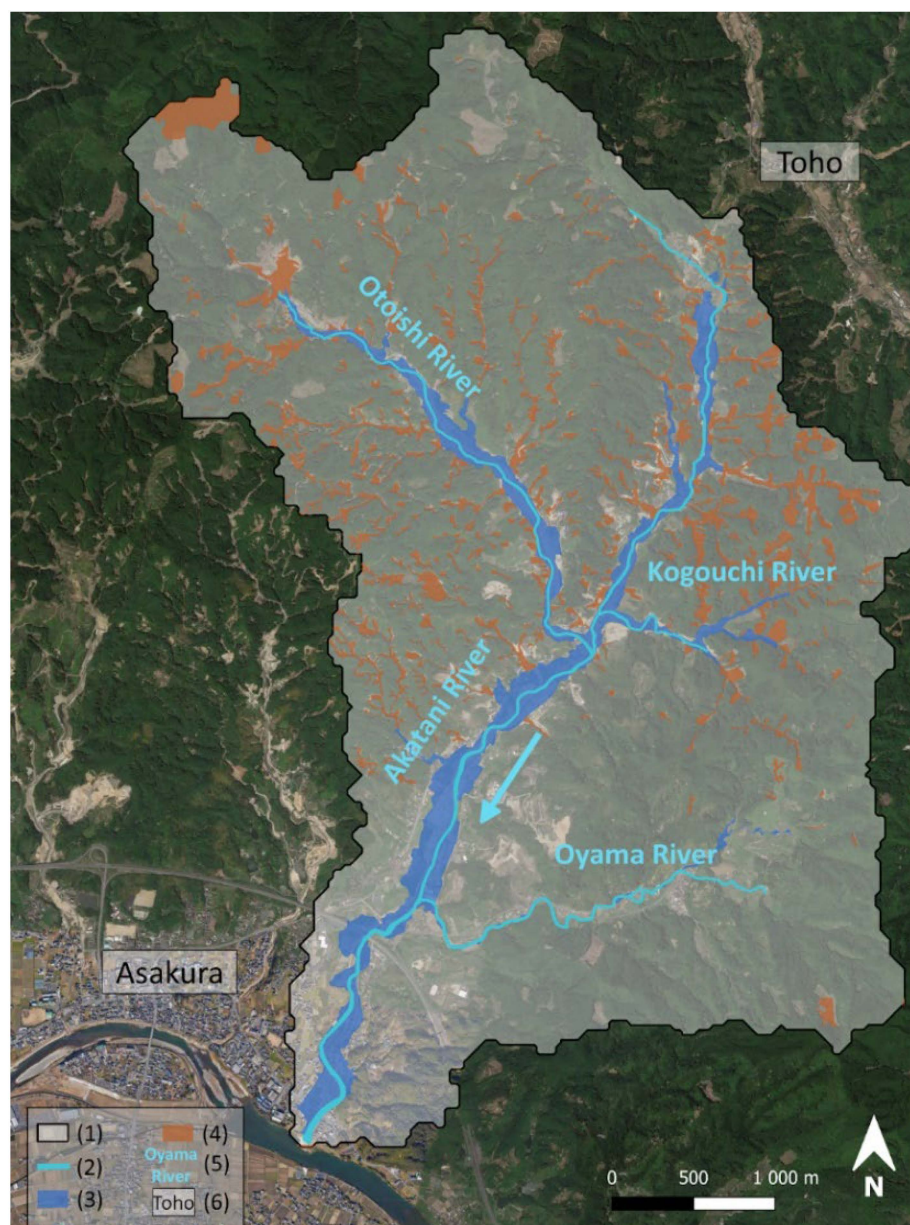 Toho
Otoishi River
Kogouchi River
Akatani River
Oyama River
Asakura
(1)
(2)
(3)
(4)
Oyama
River
(5)
Toho
(6)
0 500 1 000 m
N